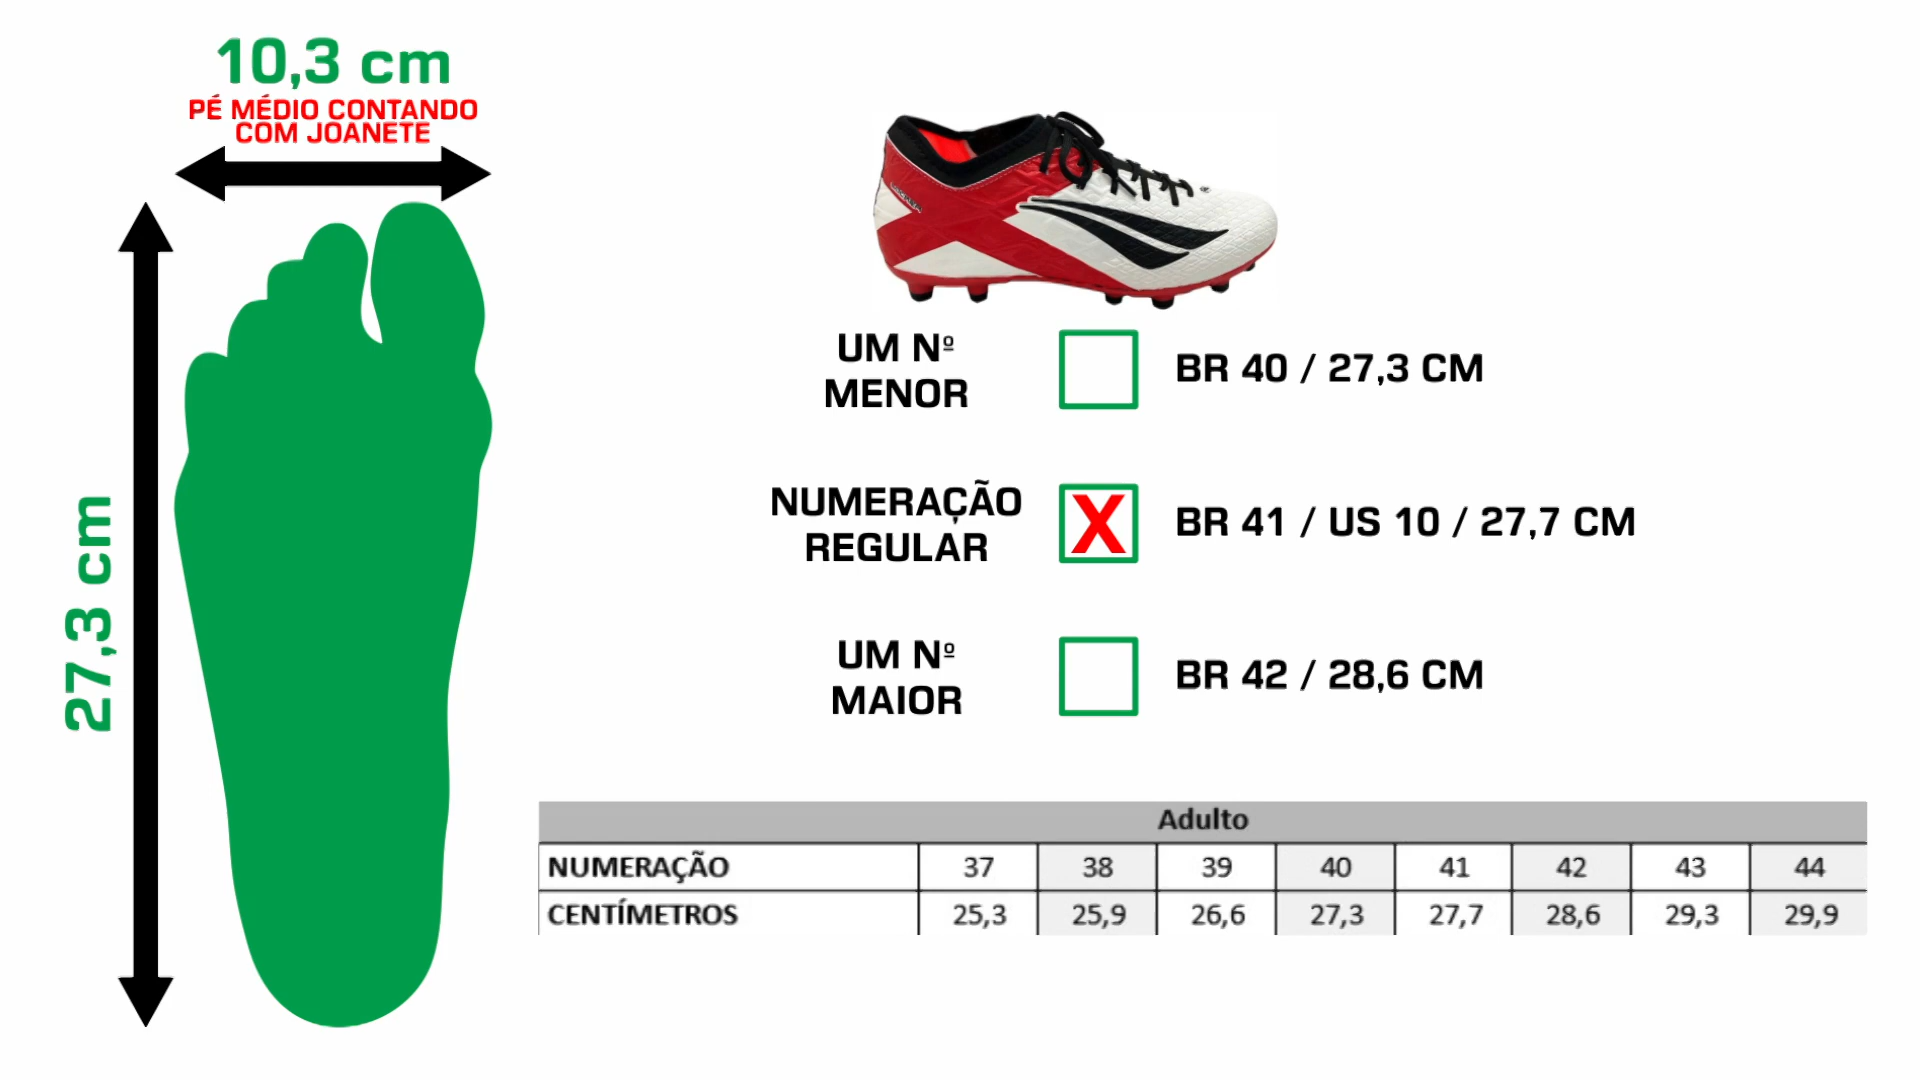 10,3 cm
PÉ MÉDIO CONTANDO
COM JOANETE
27,3 cm
UM Nº
MENOR
BR 40 / 27,3 CM
NUMERAÇÃO
REGULAR
X
BR 41 / US 10 / 27,7 CM
UM Nº
MAIOR
BR 42 / 28,6 CM
Adulto
NUMERAÇÃO 37 38 39 40 41 42 43 44
CENTÍMETROS 25,3 25,9 26,6 27,3 27,7 28,6 29,3 29,9